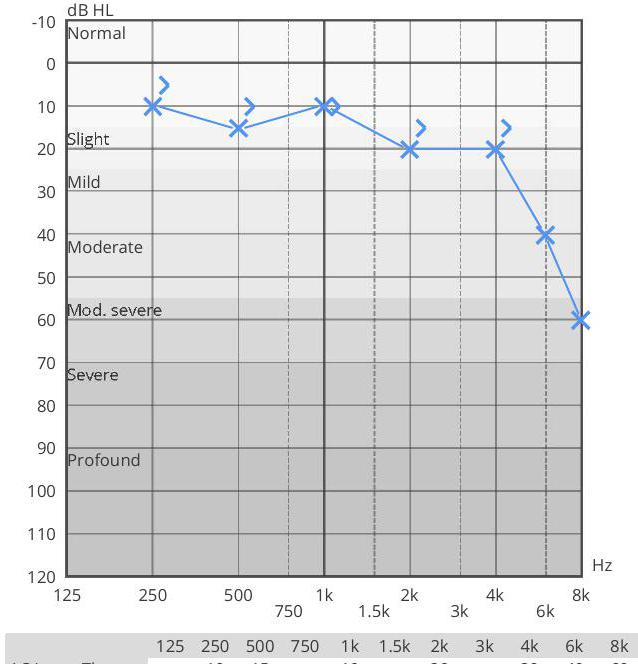 dB HL
-10
Normal
0
10
Slight
20
Mild
30
40
Moderate
50
Mod. severe
60
70
Severe
80
90
Profound
100
110
120
Hz
125 250 500 1k 2k 4k 8k
750 1.5k 3k 6k
125 250 500 750 1k 1.5k 2k 3k 4k 6k 8k